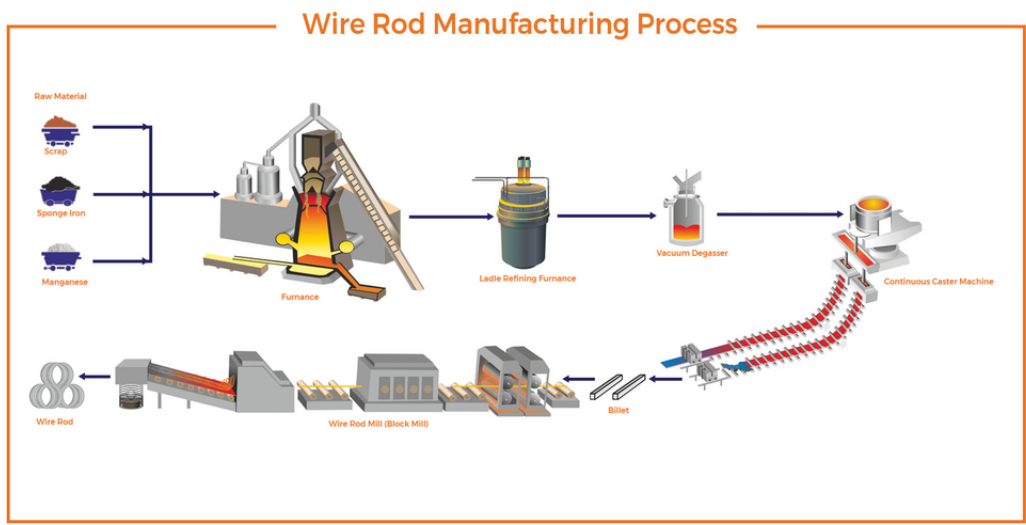 Wire Rod Manufacturing Process
Raw Material
Scrap
Sponge Iron
Manganese
Furnance
Ladle Refining Furnance
Vacuum Degasser
Continuous Caster Machine
Billet
Wire Rod Mill (Block Mill)
Wire Rod